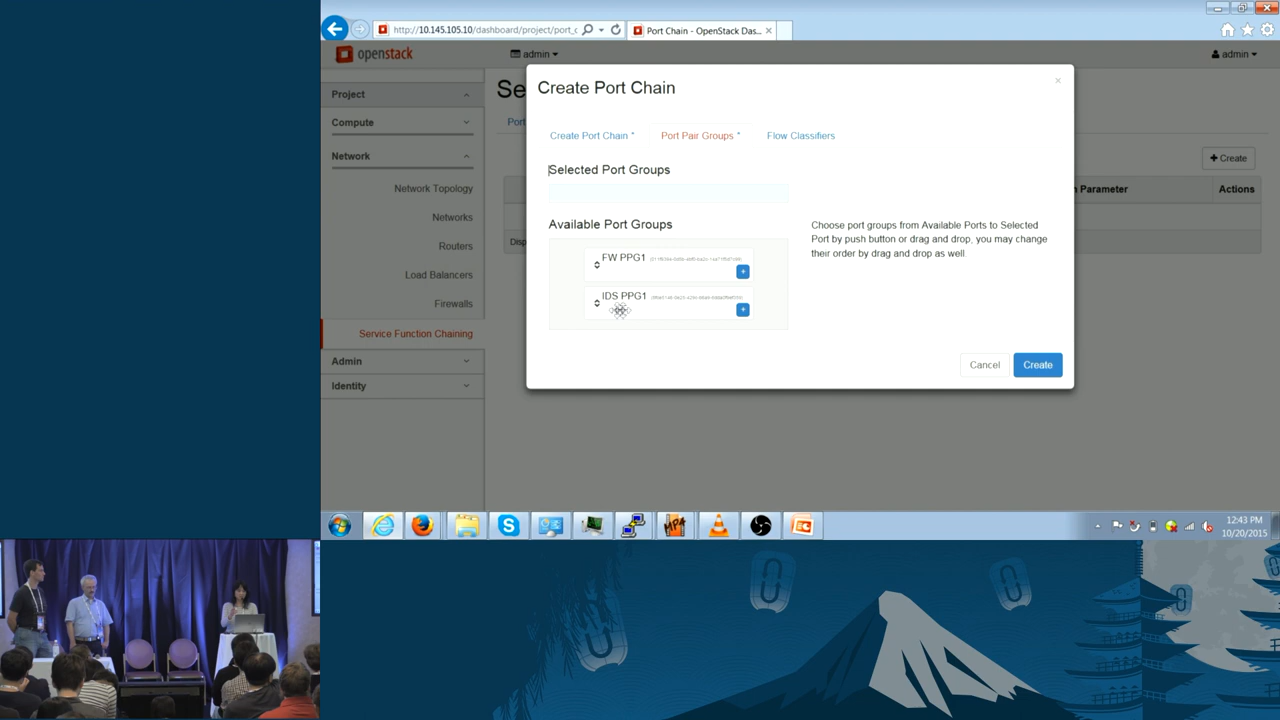 http://10.145.105.10/dashboard/project/port_c
Port Chain - OpenStack Das...
openstack
admin
admin
Project
Compute
Network
Network Topology
Networks
Routers
Load Balancers
Firewalls
Service Function Chaining
Admin
Identity
Se
Port
Disp
+ Create
n Parameter
Actions
Create Port Chain
×
Create Port Chain *
Port Pair Groups *
Flow Classifiers
Selected Port Groups
Available Port Groups
FW PPG1
IDS PPG1
Choose port groups from Available Ports to Selected
Port by push button or drag and drop, you may change
their order by drag and drop as well.
Cancel
Create
MP4
12:43 PM
10/20/2015